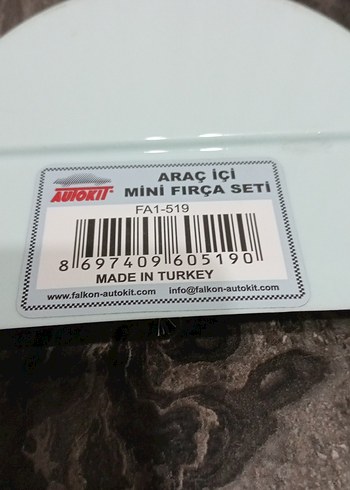 AUTOKIT
ARAÇ İÇİ
MİNİ FIRÇA SETİ
FA1-519
8 697409 605190
MADE IN TURKEY
www.falkon-autokit.com info@falkon-autokit.com